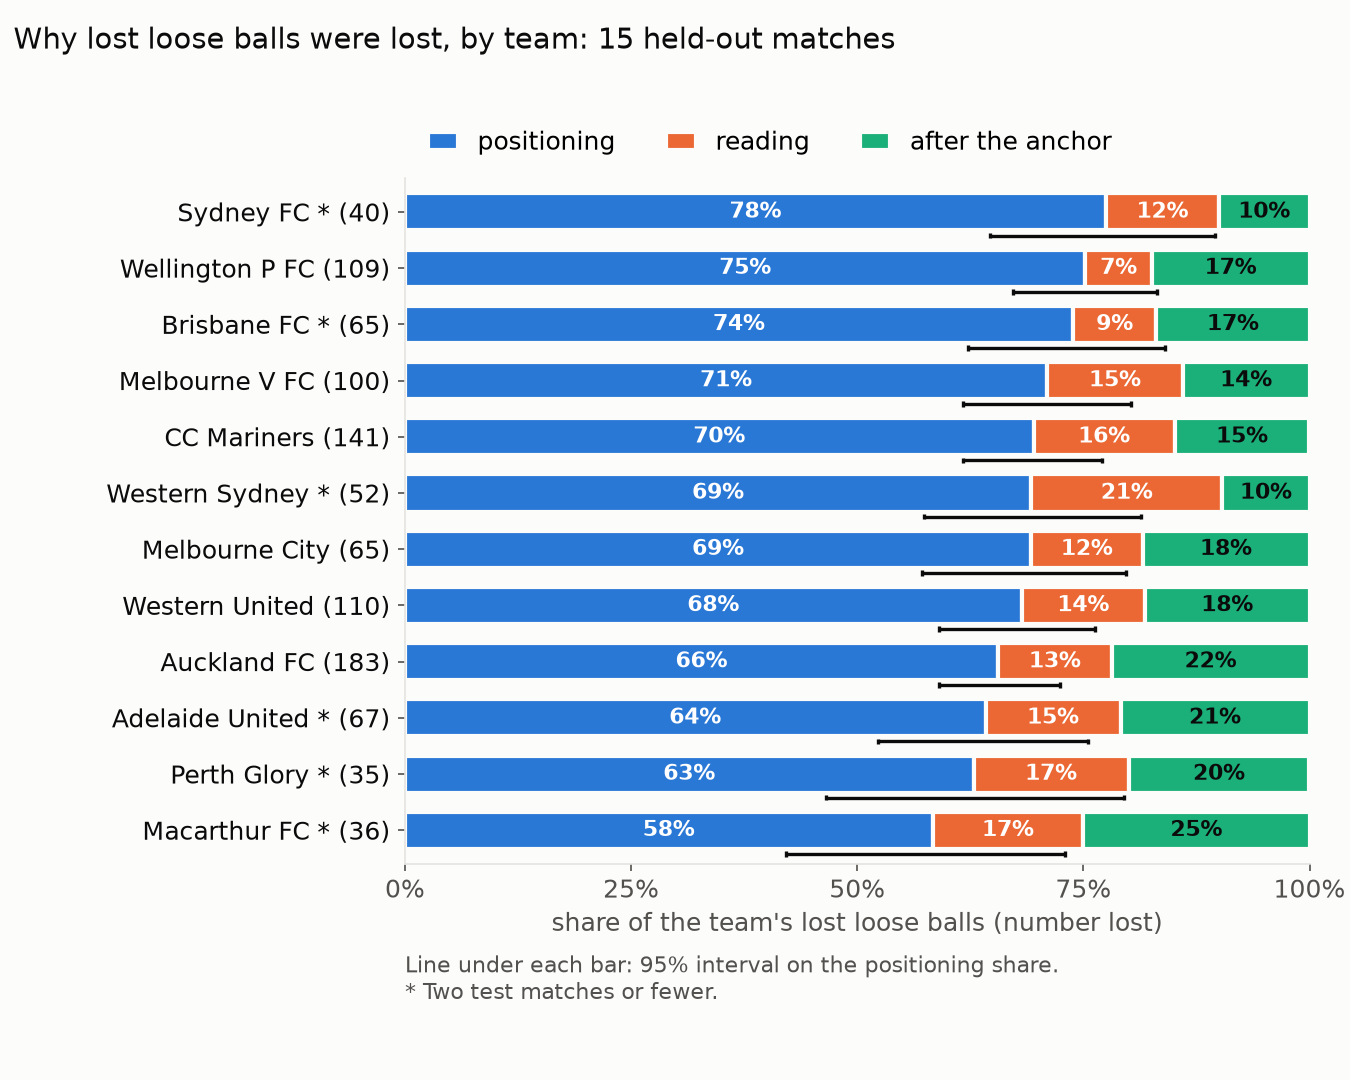 Why lost loose balls were lost, by team: 15 held-out matches
positioning reading after the anchor
Sydney FC * (40) 78% 12% 10%
Wellington P FC (109) 75% 7% 17%
Brisbane FC * (65) 74% 9% 17%
Melbourne V FC (100) 71% 15% 14%
CC Mariners (141) 70% 16% 15%
Western Sydney * (52) 69% 21% 10%
Melbourne City (65) 69% 12% 18%
Western United (110) 68% 14% 18%
Auckland FC (183) 66% 13% 22%
Adelaide United * (67) 64% 15% 21%
Perth Glory * (35) 63% 17% 20%
Macarthur FC * (36) 58% 17% 25%
0% 25% 50% 75% 100%
share of the team's lost loose balls (number lost)
Line under each bar: 95% interval on the positioning share.
* Two test matches or fewer.